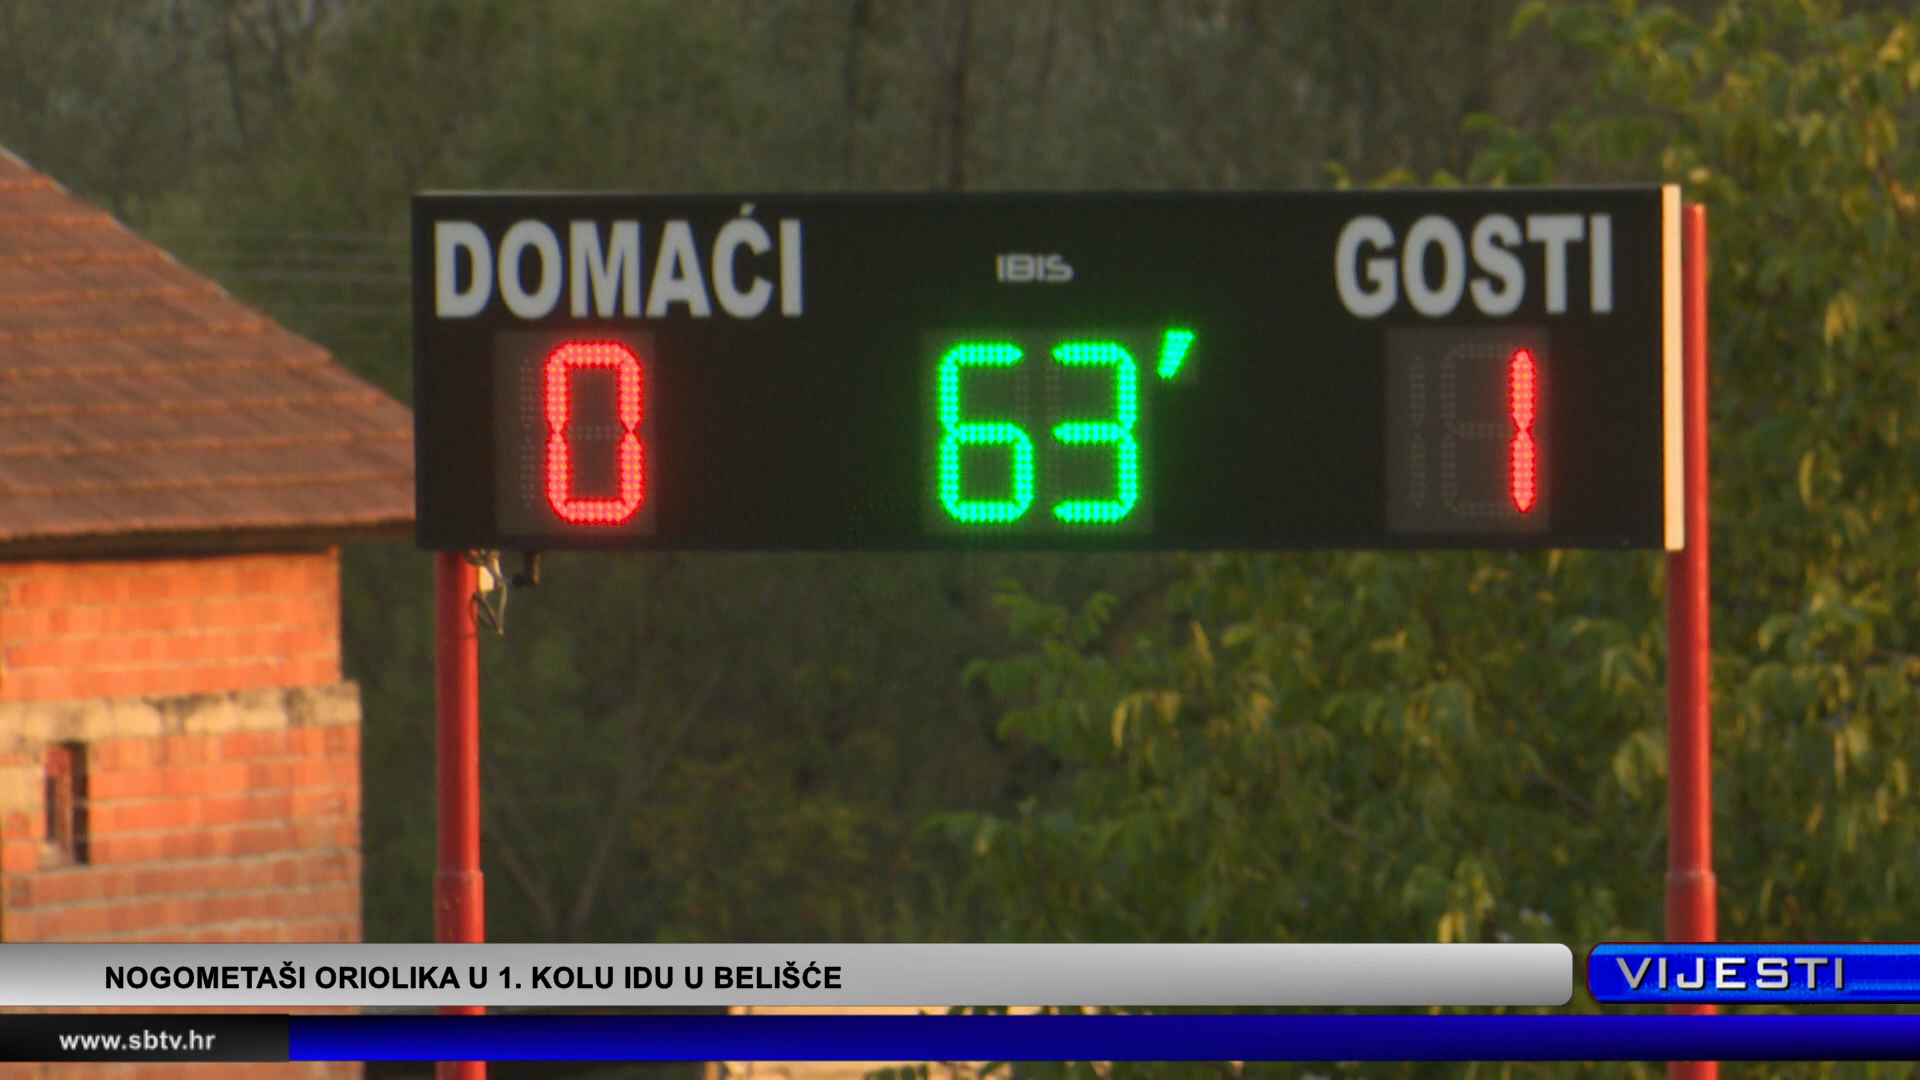 DOMAĆI
IBIS
GOSTI
0
63'
1
NOGOMETAŠI ORIOLIKA U 1. KOLU IDU U BELIŠĆE
VIJESTI
www.sbtv.hr